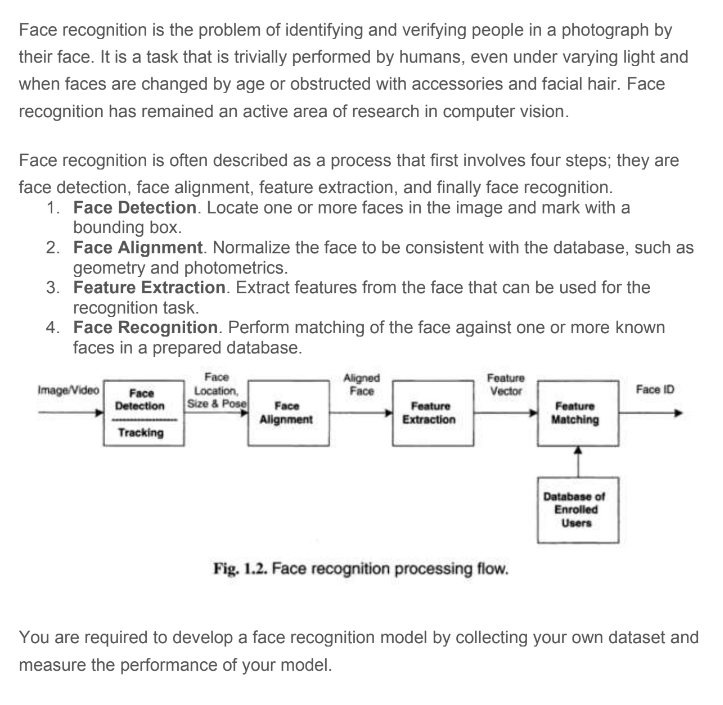 Face recognition is the problem of identifying and verifying people in a photograph by
their face. It is a task that is trivially performed by humans, even under varying light and
when faces are changed by age or obstructed with accessories and facial hair. Face
recognition has remained an active area of research in computer vision.
Face recognition is often described as a process that first involves four steps; they are
face detection, face alignment, feature extraction, and finally face recognition.
1. Face Detection. Locate one or more faces in the image and mark with a
bounding box.
2. Face Alignment. Normalize the face to be consistent with the database, such as
geometry and photometrics.
3. Feature Extraction. Extract features from the face that can be used for the
recognition task.
4. Face Recognition. Perform matching of the face against one or more known
faces in a prepared database.
Image/Video
Face
Detection
Tracking
Face
Location,
Size & Pose
Face
Alignment
Aligned
Face
Feature
Extraction
Feature
Vector
Feature
Matching
Face ID
Database of
Enrolled
Users
Fig. 1.2. Face recognition processing flow.
You are required to develop a face recognition model by collecting your own dataset and
measure the performance of your model.